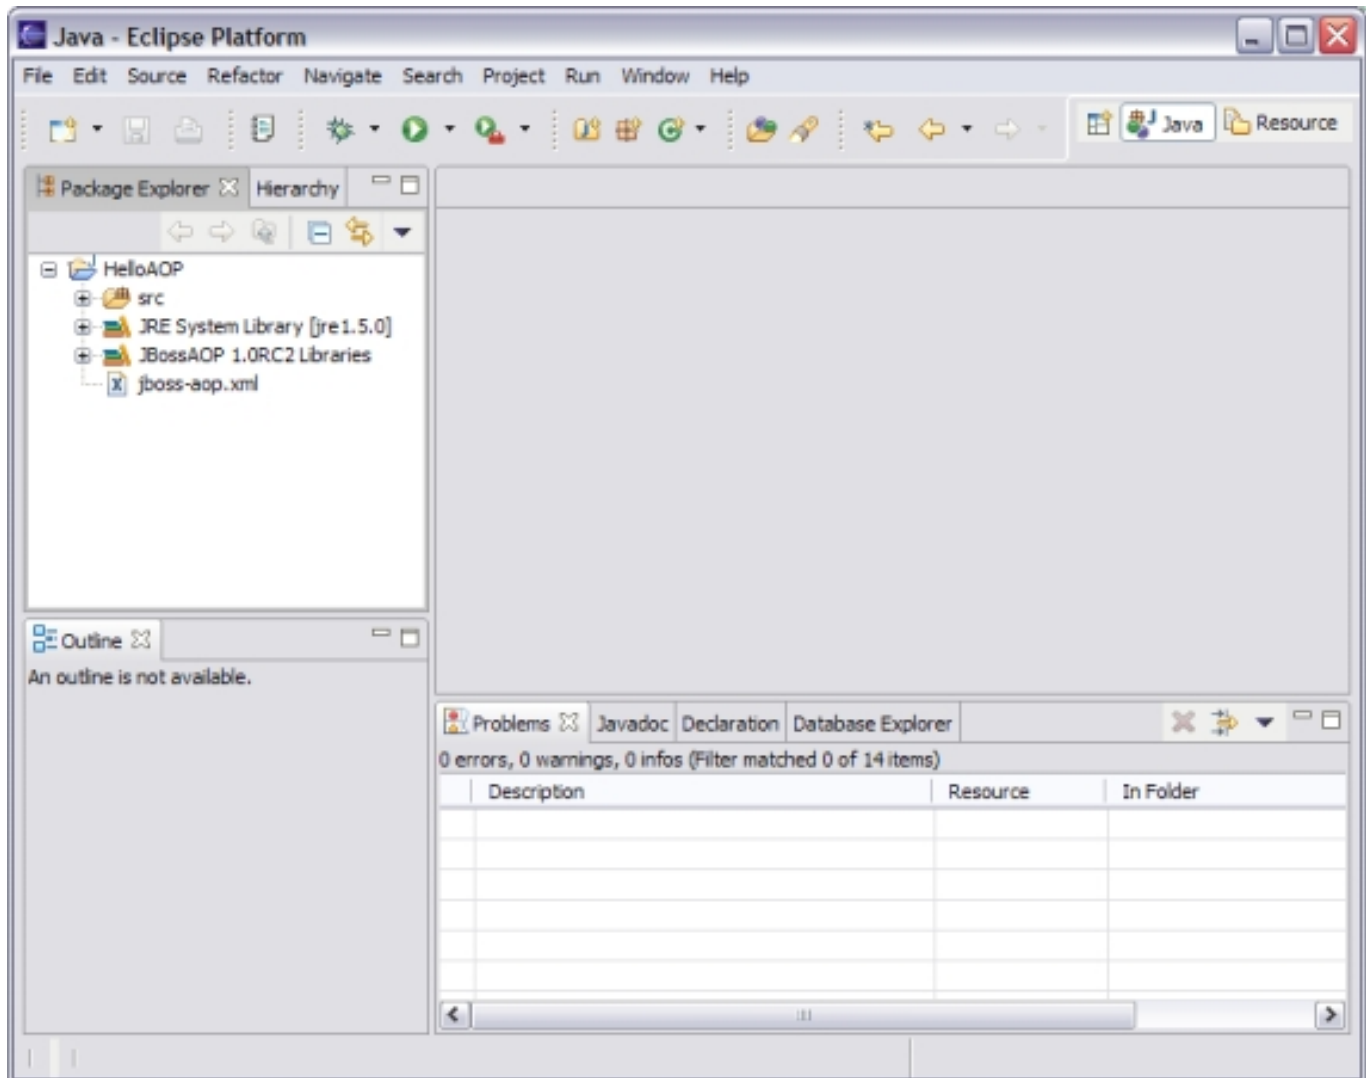 Java - Eclipse Platform
File Edit Source Refactor Navigate Search Project Run Window Help
Java Resource
Package Explorer Hierarchy
HelloAOP
src
JRE System Library [jre1.5.0]
JBossAOP 1.0RC2 Libraries
jboss-aop.xml
Outline
An outline is not available.
Problems Javadoc Declaration Database Explorer
0 errors, 0 warnings, 0 infos (Filter matched 0 of 14 items)
Description Resource In Folder